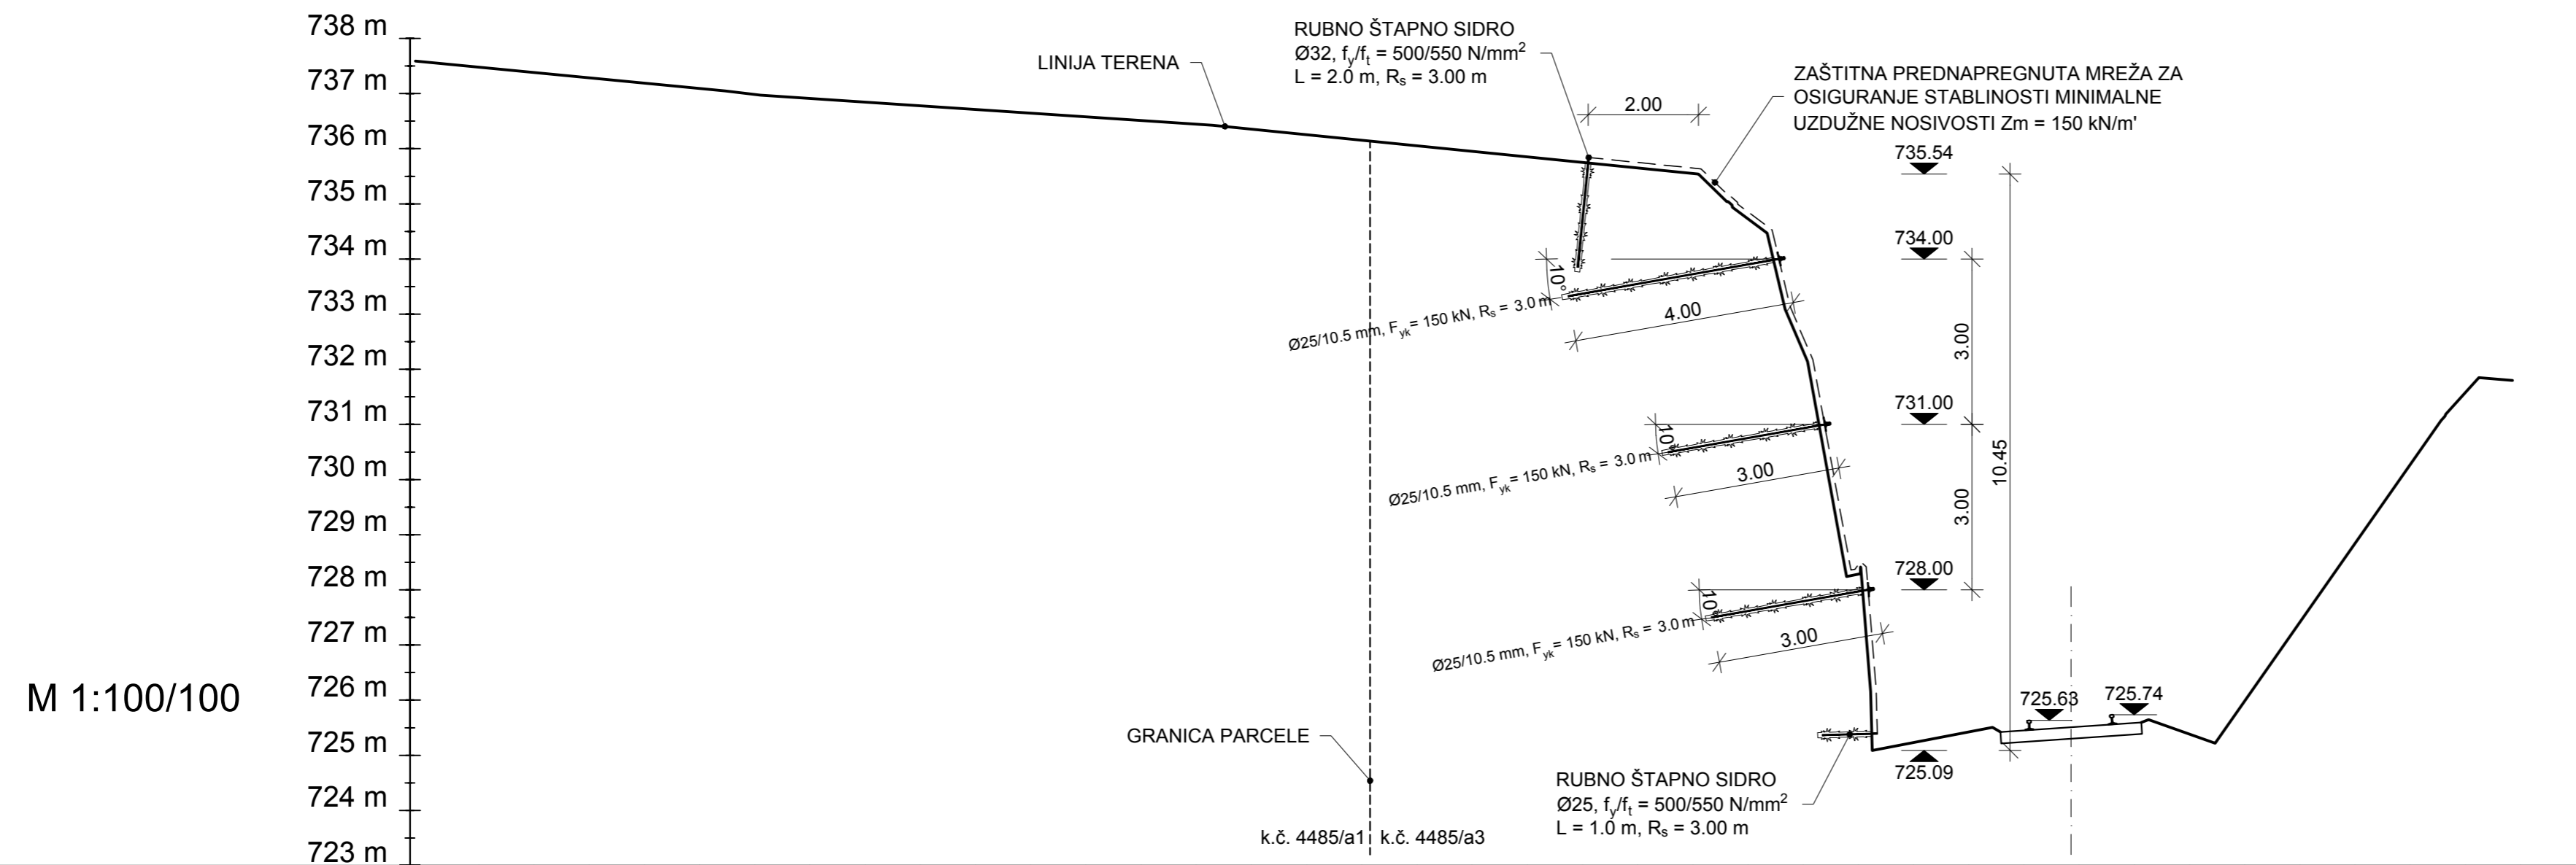 738 m
737 m
736 m
735 m
734 m
733 m
732 m
731 m
730 m
729 m
728 m
727 m
726 m
725 m
724 m
723 m
M 1:100/100
LINIJA TERENA
RUBNO ŠTAPNO SIDRO
Ø32, fy/ft = 500/550 N/mm²
L = 2.0 m, Rs = 3.00 m
2.00
ZAŠTITNA PREDNAPREGNUTA MREŽA ZA
OSIGURANJE STABLINOSTI MINIMALNE
UZDUŽNE NOSIVOSTI Zm = 150 kN/m'
735.54
734.00
10°
Ø25/10.5 mm, Fyk= 150 kN, Rs = 3.0 m
4.00
3.00
731.00
10°
Ø25/10.5 mm, Fyk= 150 kN, Rs = 3.0 m
3.00
10.45
3.00
728.00
10°
Ø25/10.5 mm, Fyk= 150 kN, Rs = 3.0 m
3.00
725.63
725.74
725.09
GRANICA PARCELE
RUBNO ŠTAPNO SIDRO
Ø25, fy/ft = 500/550 N/mm²
L = 1.0 m, Rs = 3.00 m
k.č. 4485/a1
k.č. 4485/a3